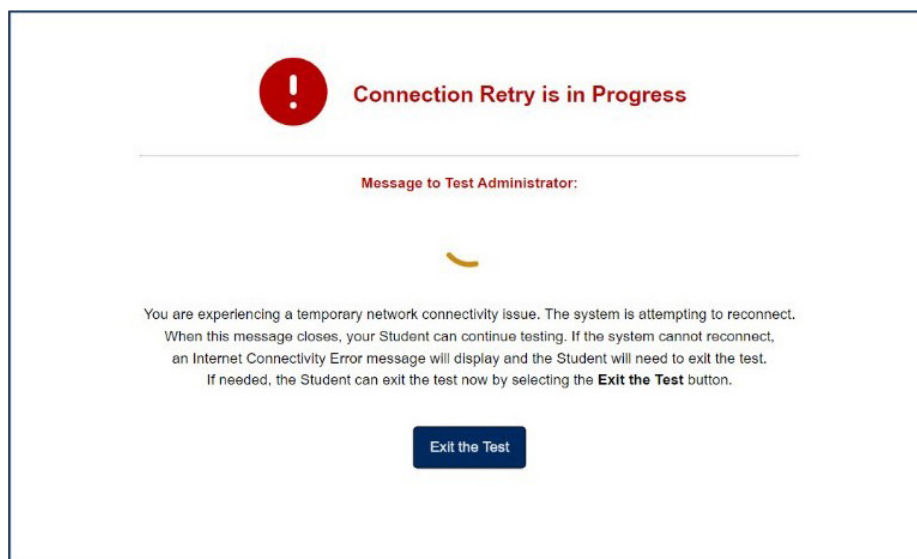 Connection Retry is in Progress
Message to Test Administrator:
You are experiencing a temporary network connectivity issue. The system is attempting to reconnect.
When this message closes, your Student can continue testing. If the system cannot reconnect,
an Internet Connectivity Error message will display and the Student will need to exit the test.
If needed, the Student can exit the test now by selecting the Exit the Test button.
Exit the Test